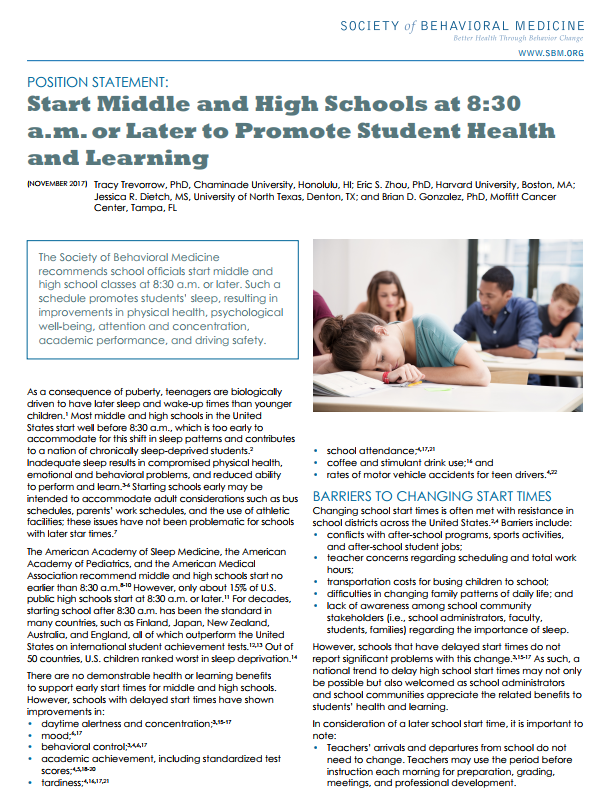 SOCIETY of BEHAVIORAL MEDICINE
Better Health Through Behavior Change
WWW.SBM.ORG
POSITION STATEMENT:
Start Middle and High Schools at 8:30
a.m. or Later to Promote Student Health
and Learning
(NOVEMBER 2017) Tracy Trevorrow, PhD, Chaminade University, Honolulu, HI; Eric S. Zhou, PhD, Harvard University, Boston, MA;
Jessica R. Dietch, MS, University of North Texas, Denton, TX; and Brian D. Gonzalez, PhD, Moffitt Cancer
Center, Tampa, FL
The Society of Behavioral Medicine
recommends school officials start middle and
high school classes at 8:30 a.m. or later. Such a
schedule promotes students' sleep, resulting in
improvements in physical health, psychological
well-being, attention and concentration,
academic performance, and driving safety.
As a consequence of puberty, teenagers are biologically
driven to have later sleep and wake-up times than younger
children.1 Most middle and high schools in the United
States start well before 8:30 a.m., which is too early to
accommodate for this shift in sleep patterns and contributes
to a nation of chronically sleep-deprived students.2
Inadequate sleep results in compromised physical health,
emotional and behavioral problems, and reduced ability
to perform and learn.3-6 Starting schools early may be
intended to accommodate adult considerations such as bus
schedules, parents' work schedules, and the use of athletic
facilities; these issues have not been problematic for schools
with later star times.7
The American Academy of Sleep Medicine, the American
Academy of Pediatrics, and the American Medical
Association recommend middle and high schools start no
earlier than 8:30 a.m.8-10 However, only about 15% of U.S.
public high schools start at 8:30 a.m. or later.11 For decades,
starting school after 8:30 a.m. has been the standard in
many countries, such as Finland, Japan, New Zealand,
Australia, and England, all of which outperform the United
States on international student achievement tests.12,13 Out of
50 countries, U.S. children ranked worst in sleep deprivation.14
There are no demonstrable health or learning benefits
to support early start times for middle and high schools.
However, schools with delayed start times have shown
improvements in:
• daytime alertness and concentration;3,15-17
• mood;6,17
• behavioral control;3,4,6,17
• academic achievement, including standardized test
scores;4,5,18-20
• tardiness;4,16,17,21
• school attendance;4,17,21
• coffee and stimulant drink use;16 and
• rates of motor vehicle accidents for teen drivers.4,22
BARRIERS TO CHANGING START TIMES
Changing school start times is often met with resistance in
school districts across the United States.2,4 Barriers include:
• conflicts with after-school programs, sports activities,
and after-school student jobs;
• teacher concerns regarding scheduling and total work
hours;
• transportation costs for busing children to school;
• difficulties in changing family patterns of daily life; and
• lack of awareness among school community
stakeholders (i.e., school administrators, faculty,
students, families) regarding the importance of sleep.
However, schools that have delayed start times do not
report significant problems with this change.3,15-17 As such, a
national trend to delay high school start times may not only
be possible but also welcomed as school administrators
and school communities appreciate the related benefits to
students' health and learning.
In consideration of a later school start time, it is important to
note:
• Teachers' arrivals and departures from school do not
need to change. Teachers may use the period before
instruction each morning for preparation, grading,
meetings, and professional development.